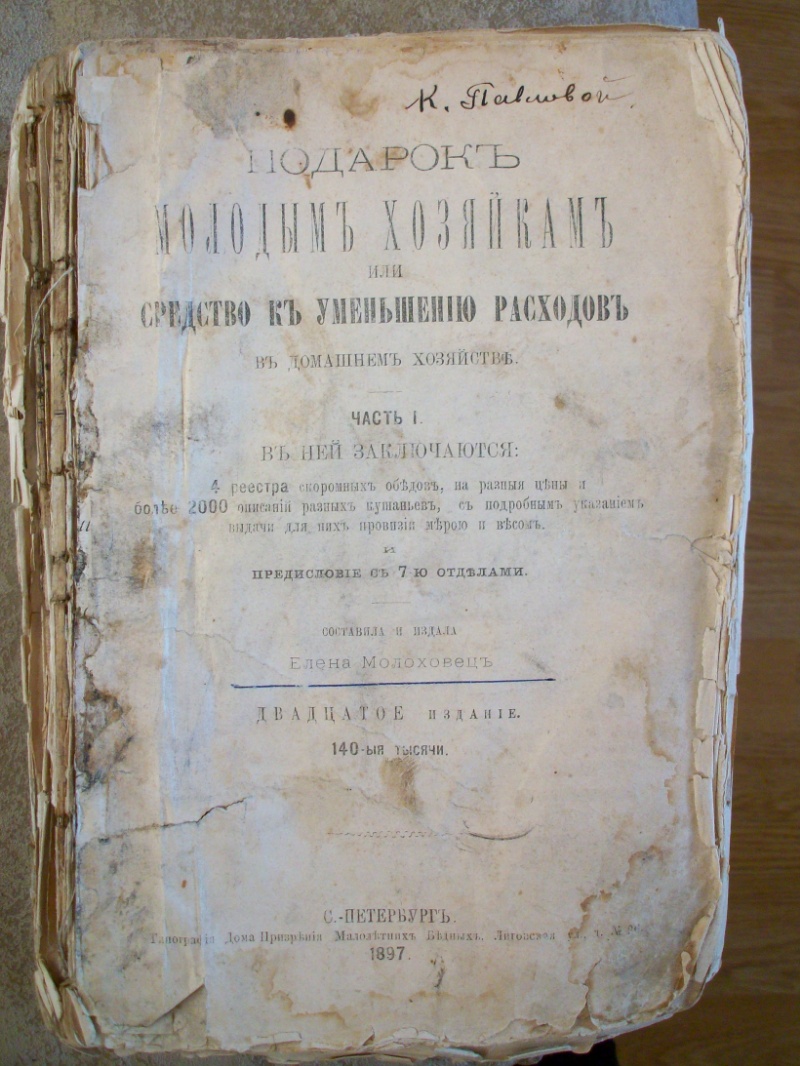 К. Павловой
ПОДАРОКЪ
МОЛОДЫМЪ ХОЗЯЙКАМЪ
ИЛИ
СРЕДСТВО КЪ УМЕНЬШЕНІЮ РАСХОДОВЪ
ВЪ ДОМАШНЕМЪ ХОЗЯЙСТВѢ.
ЧАСТЬ I.
ВЪ НЕЙ ЗАКЛЮЧАЮТСЯ:
4 реестра скоромныхъ обѣдовъ, на разныя цѣны и
болѣе 2000 описаній разныхъ кушаньевъ, съ подробнымъ указаніемъ
выдачи для нихъ провизіи мѣрою и вѣсомъ.
и
ПРЕДИСЛОВІЕ СЪ 7-Ю ОТДѢЛАМИ.
СОСТАВИЛА И ИЗДАЛА
Елена Молоховецъ
ДВАДЦАТОЕ ИЗДАНІЕ.
140-ЫЯ ТЫСЯЧИ.
С.-ПЕТЕРБУРГЪ.
Типографія Дома Призрѣнія Малолѣтнихъ Бѣдныхъ. Лиговская
1897.